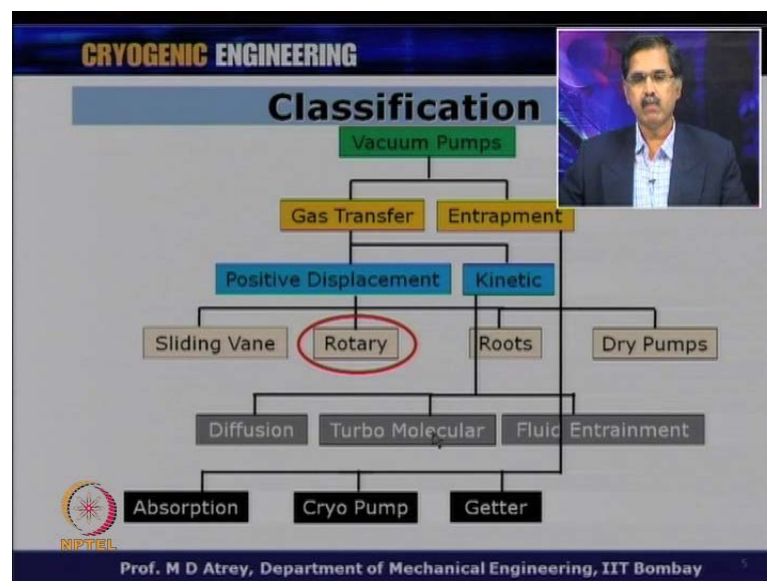 CRYOGENIC ENGINEERING
Classification
Vacuum Pumps
Gas Transfer Entrapment
Positive Displacement Kinetic
Sliding Vane Rotary Roots Dry Pumps
Diffusion Turbo Molecular Fluid Entrainment
Absorption Cryo Pump Getter
NPTEL
Prof. M D Atrey, Department of Mechanical Engineering, IIT Bombay 5